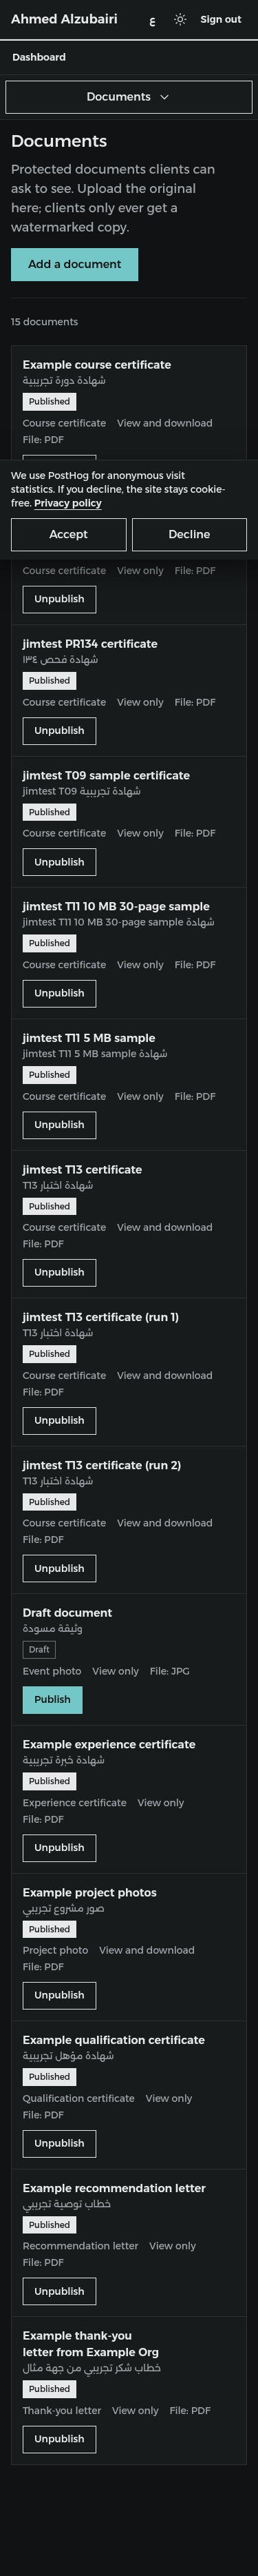 Ahmed Alzubairi
ع
Sign out
Dashboard
Documents
Documents
Protected documents clients can
ask to see. Upload the original
here; clients only ever get a
watermarked copy.
Add a document
15 documents
Example course certificate
شهادة دورة تجريبية
Published
Course certificate View and download
File: PDF
We use PostHog for anonymous visit
statistics. If you decline, the site stays cookie-
free. Privacy policy
Accept Decline
Course certificate View only File: PDF
Unpublish
jimtest PR134 certificate
شهادة فحص ١٣٤
Published
Course certificate View only File: PDF
Unpublish
jimtest T09 sample certificate
jimtest T09 شهادة تجريبية
Published
Course certificate View only File: PDF
Unpublish
jimtest T11 10 MB 30-page sample
jimtest T11 10 MB 30-page sample شهادة
Published
Course certificate View only File: PDF
Unpublish
jimtest T11 5 MB sample
jimtest T11 5 MB sample شهادة
Published
Course certificate View only File: PDF
Unpublish
jimtest T13 certificate
شهادة اختبار T13
Published
Course certificate View and download
File: PDF
Unpublish
jimtest T13 certificate (run 1)
شهادة اختبار T13
Published
Course certificate View and download
File: PDF
Unpublish
jimtest T13 certificate (run 2)
شهادة اختبار T13
Published
Course certificate View and download
File: PDF
Unpublish
Draft document
وثيقة مسودة
Draft
Event photo View only File: JPG
Publish
Example experience certificate
شهادة خبرة تجريبية
Published
Experience certificate View only
File: PDF
Unpublish
Example project photos
صور مشروع تجريبي
Published
Project photo View and download
File: PDF
Unpublish
Example qualification certificate
شهادة مؤهل تجريبية
Published
Qualification certificate View only
File: PDF
Unpublish
Example recommendation letter
خطاب توصية تجريبي
Published
Recommendation letter View only
File: PDF
Unpublish
Example thank-you
letter from Example Org
خطاب شكر تجريبي من جهة مثال
Published
Thank-you letter View only File: PDF
Unpublish